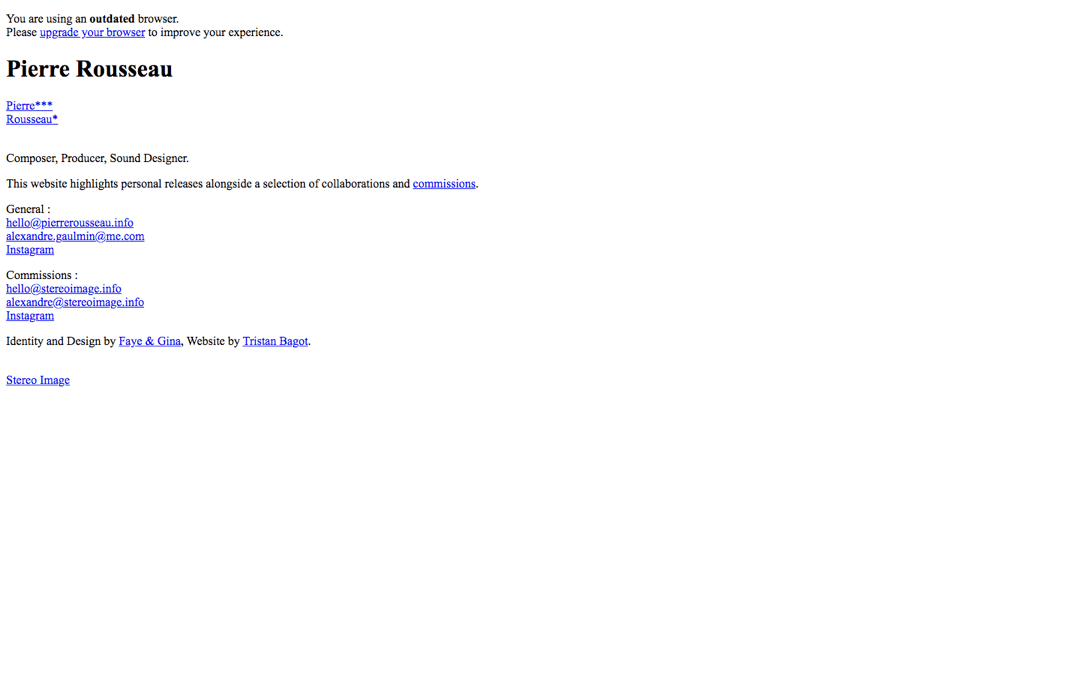 You are using an outdated browser.
Please upgrade your browser to improve your experience.
Pierre Rousseau
Pierre***
Rousseau*
Composer, Producer, Sound Designer.
This website highlights personal releases alongside a selection of collaborations and commissions.
General :
hello@pierrerousseau.info
alexandre.gaulmin@me.com
Instagram
Commissions :
hello@stereoimage.info
alexandre@stereoimage.info
Instagram
Identity and Design by Faye & Gina, Website by Tristan Bagot.
Stereo Image